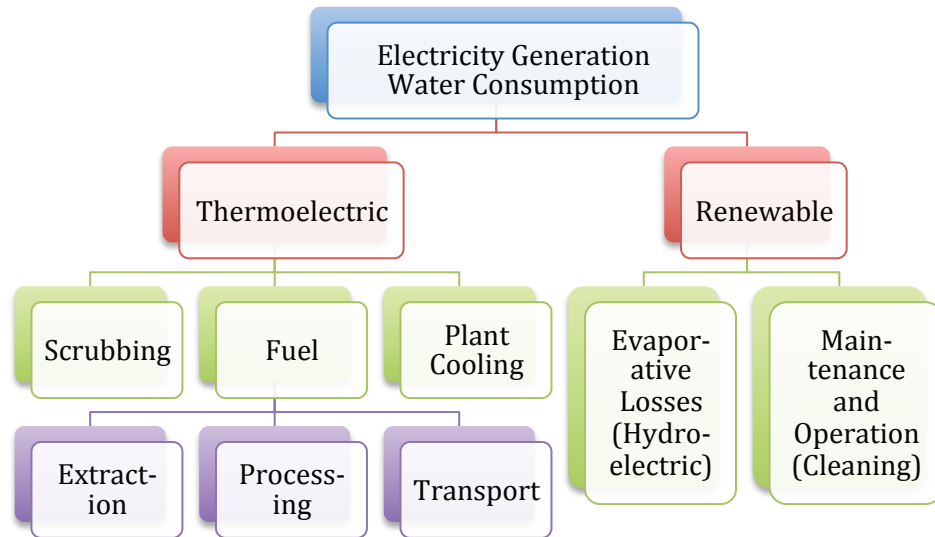 Electricity Generation
Water Consumption
Thermoelectric
Renewable
Scrubbing
Fuel
Plant
Cooling
Evapor-
ative
Losses
(Hydro-
electric)
Main-
tenance
and
Operation
(Cleaning)
Extract-
ion
Process-
ing
Transport